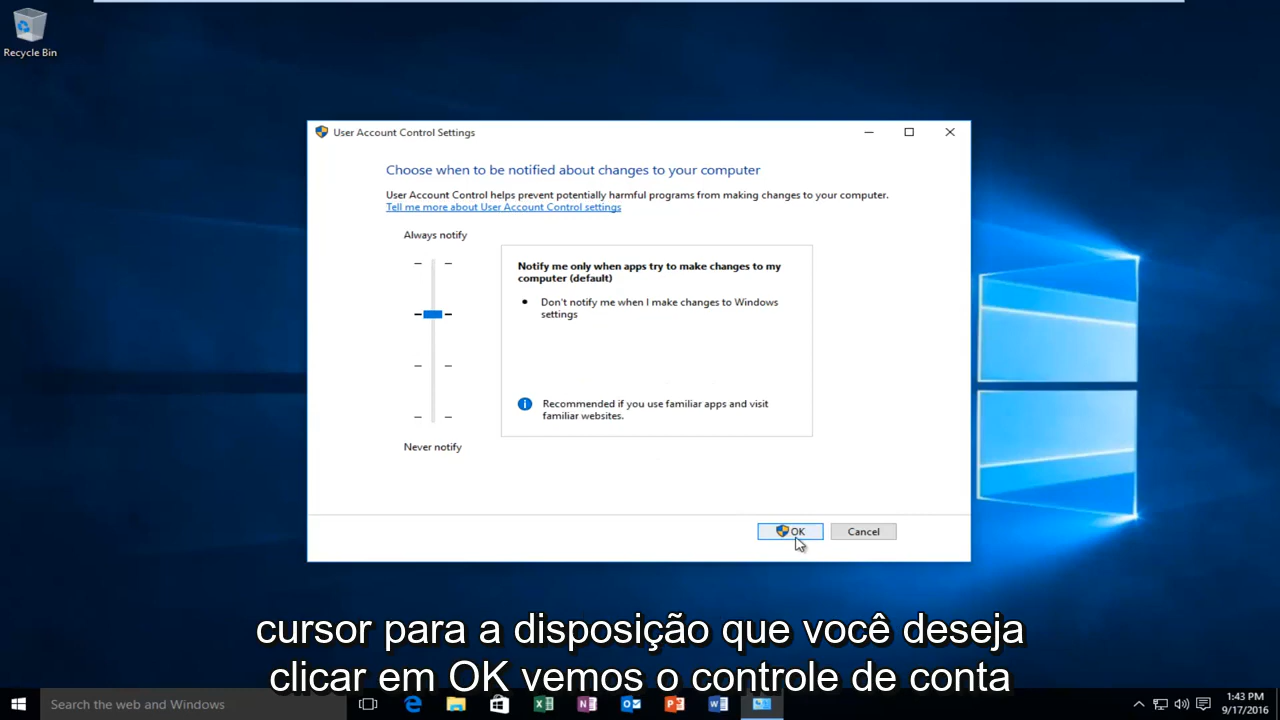 Recycle Bin
User Account Control Settings
Choose when to be notified about changes to your computer
User Account Control helps prevent potentially harmful programs from making changes to your computer.
Tell me more about User Account Control settings
Always notify
Notify me only when apps try to make changes to my
computer (default)
Don't notify me when I make changes to Windows
settings
Recommended if you use familiar apps and visit
familiar websites.
Never notify
OK
Cancel
cursor para a disposição que você deseja
clicar em OK vemos o controle de conta
Search the web and Windows
1:43 PM
9/17/2016